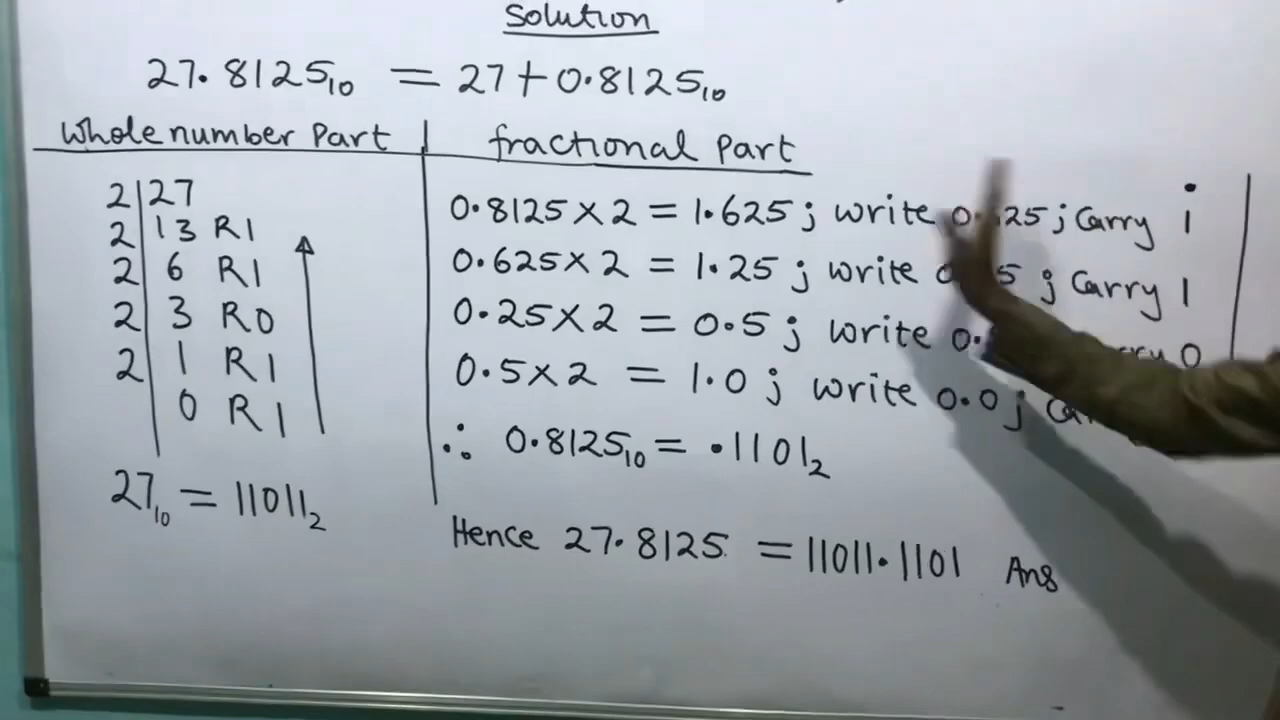 Solution
27.8125₁₀ = 27+0.8125₁₀
Whole number Part
2 27
2 13 R1
2 6 R1
2 3 R0
2 1 R1
0 R1
27₁₀ = 11011₂
fractional Part
0.8125 × 2 = 1.625 ; write ; Carry 1
0.625 × 2 = 1.25 ; write ; Carry 1
0.25 × 2 = 0.5 ; write 0
0.5 × 2 = 1.0 ; write 0.0 ;
∴ 0.8125₁₀ = .1101₂
Hence 27.8125 = 11011.1101 Ans